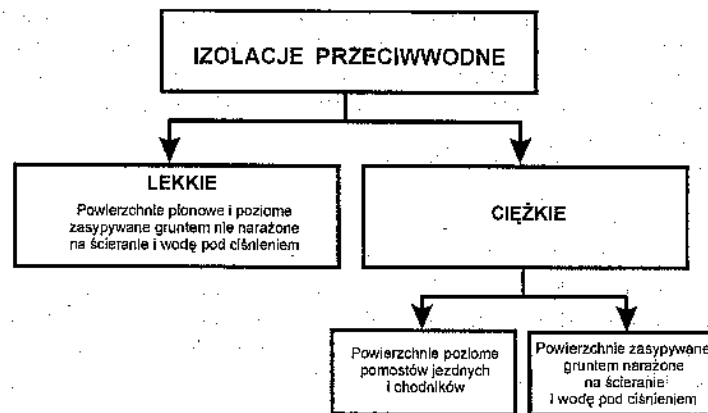 IZOLACJE PRZECIWWODNE
LEKKIE
Powierzchnie pionowe i poziome
zasypywane gruntem nie narażone
na ścieranie i wodę pod ciśnieniem
CIĘŻKIE
Powierzchnie poziome
pomostów jezdnych
i chodników
Powierzchnie zasypywane
gruntem narażone
na ścieranie
i wodę pod ciśnieniem